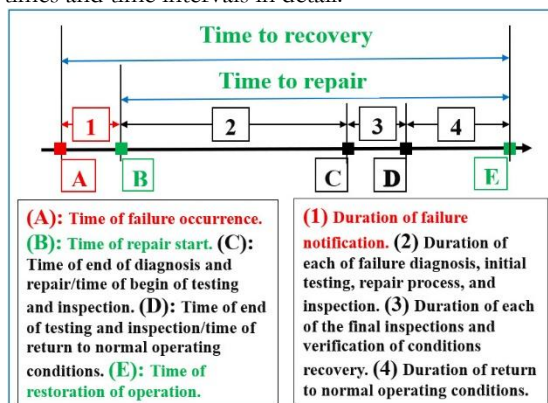 times and time intervals in detail.
Time to recovery
Time to repair
1
2
3
4
A
B
C
D
E
(A): Time of failure occurrence.
(B): Time of repair start. (C):
Time of end of diagnosis and
repair/time of begin of testing
and inspection. (D): Time of end
of testing and inspection/time of
return to normal operating
conditions. (E): Time of
restoration of operation.
(1) Duration of failure
notification. (2) Duration of
each of failure diagnosis, initial
testing, repair process, and
inspection. (3) Duration of each
of the final inspections and
verification of conditions
recovery. (4) Duration of return
to normal operating conditions.